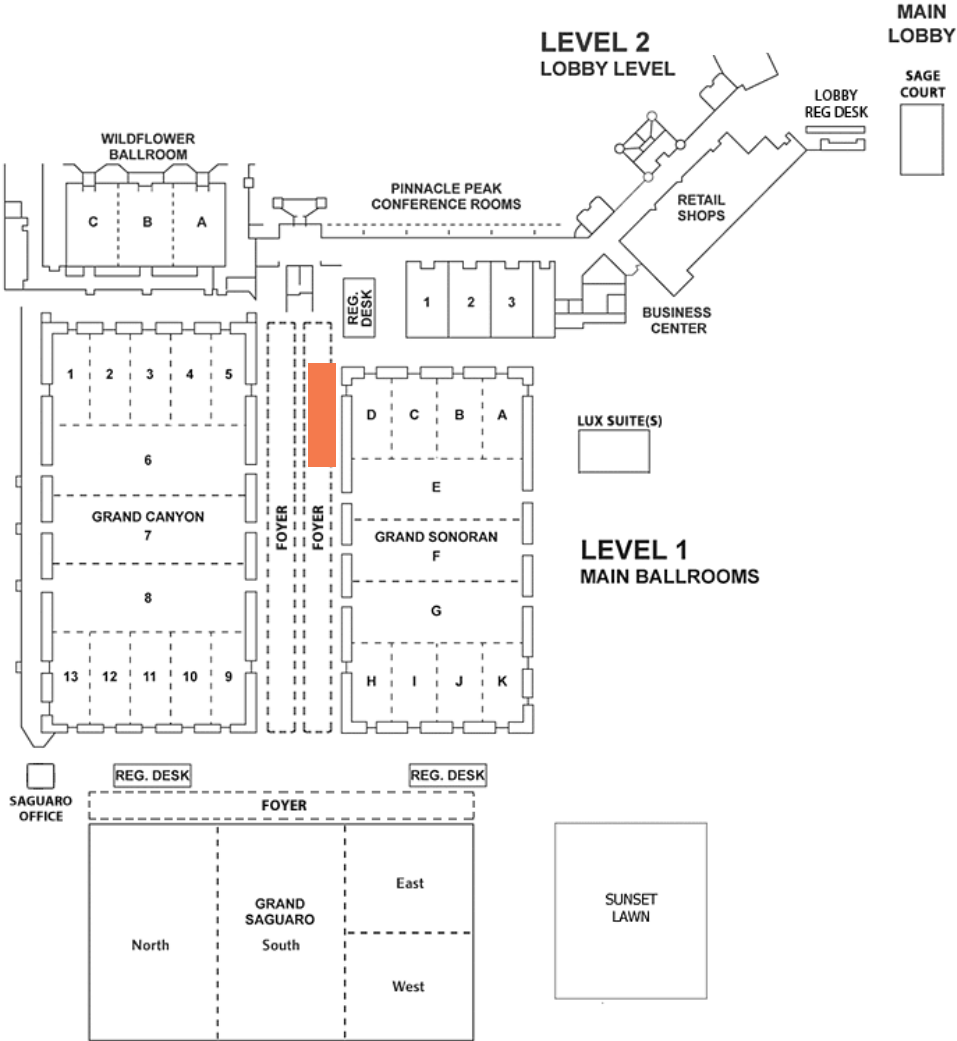 MAIN
LOBBY
LEVEL 2
LOBBY LEVEL
SAGE
COURT
LOBBY
REG DESK
WILDFLOWER
BALLROOM
PINNACLE PEAK
CONFERENCE ROOMS
RETAIL
SHOPS
C B A
REG.
DESK
1 2 3
BUSINESS
CENTER
1 2 3 4 5
D C B A
LUX SUITE(S)
6
E
GRAND CANYON
7
FOYER
FOYER
GRAND SONORAN
F
LEVEL 1
MAIN BALLROOMS
8
G
13 12 11 10 9
H I J K
REG. DESK
REG. DESK
SAGUARO
OFFICE
FOYER
East
GRAND
SAGUARO
North
South
West
SUNSET
LAWN